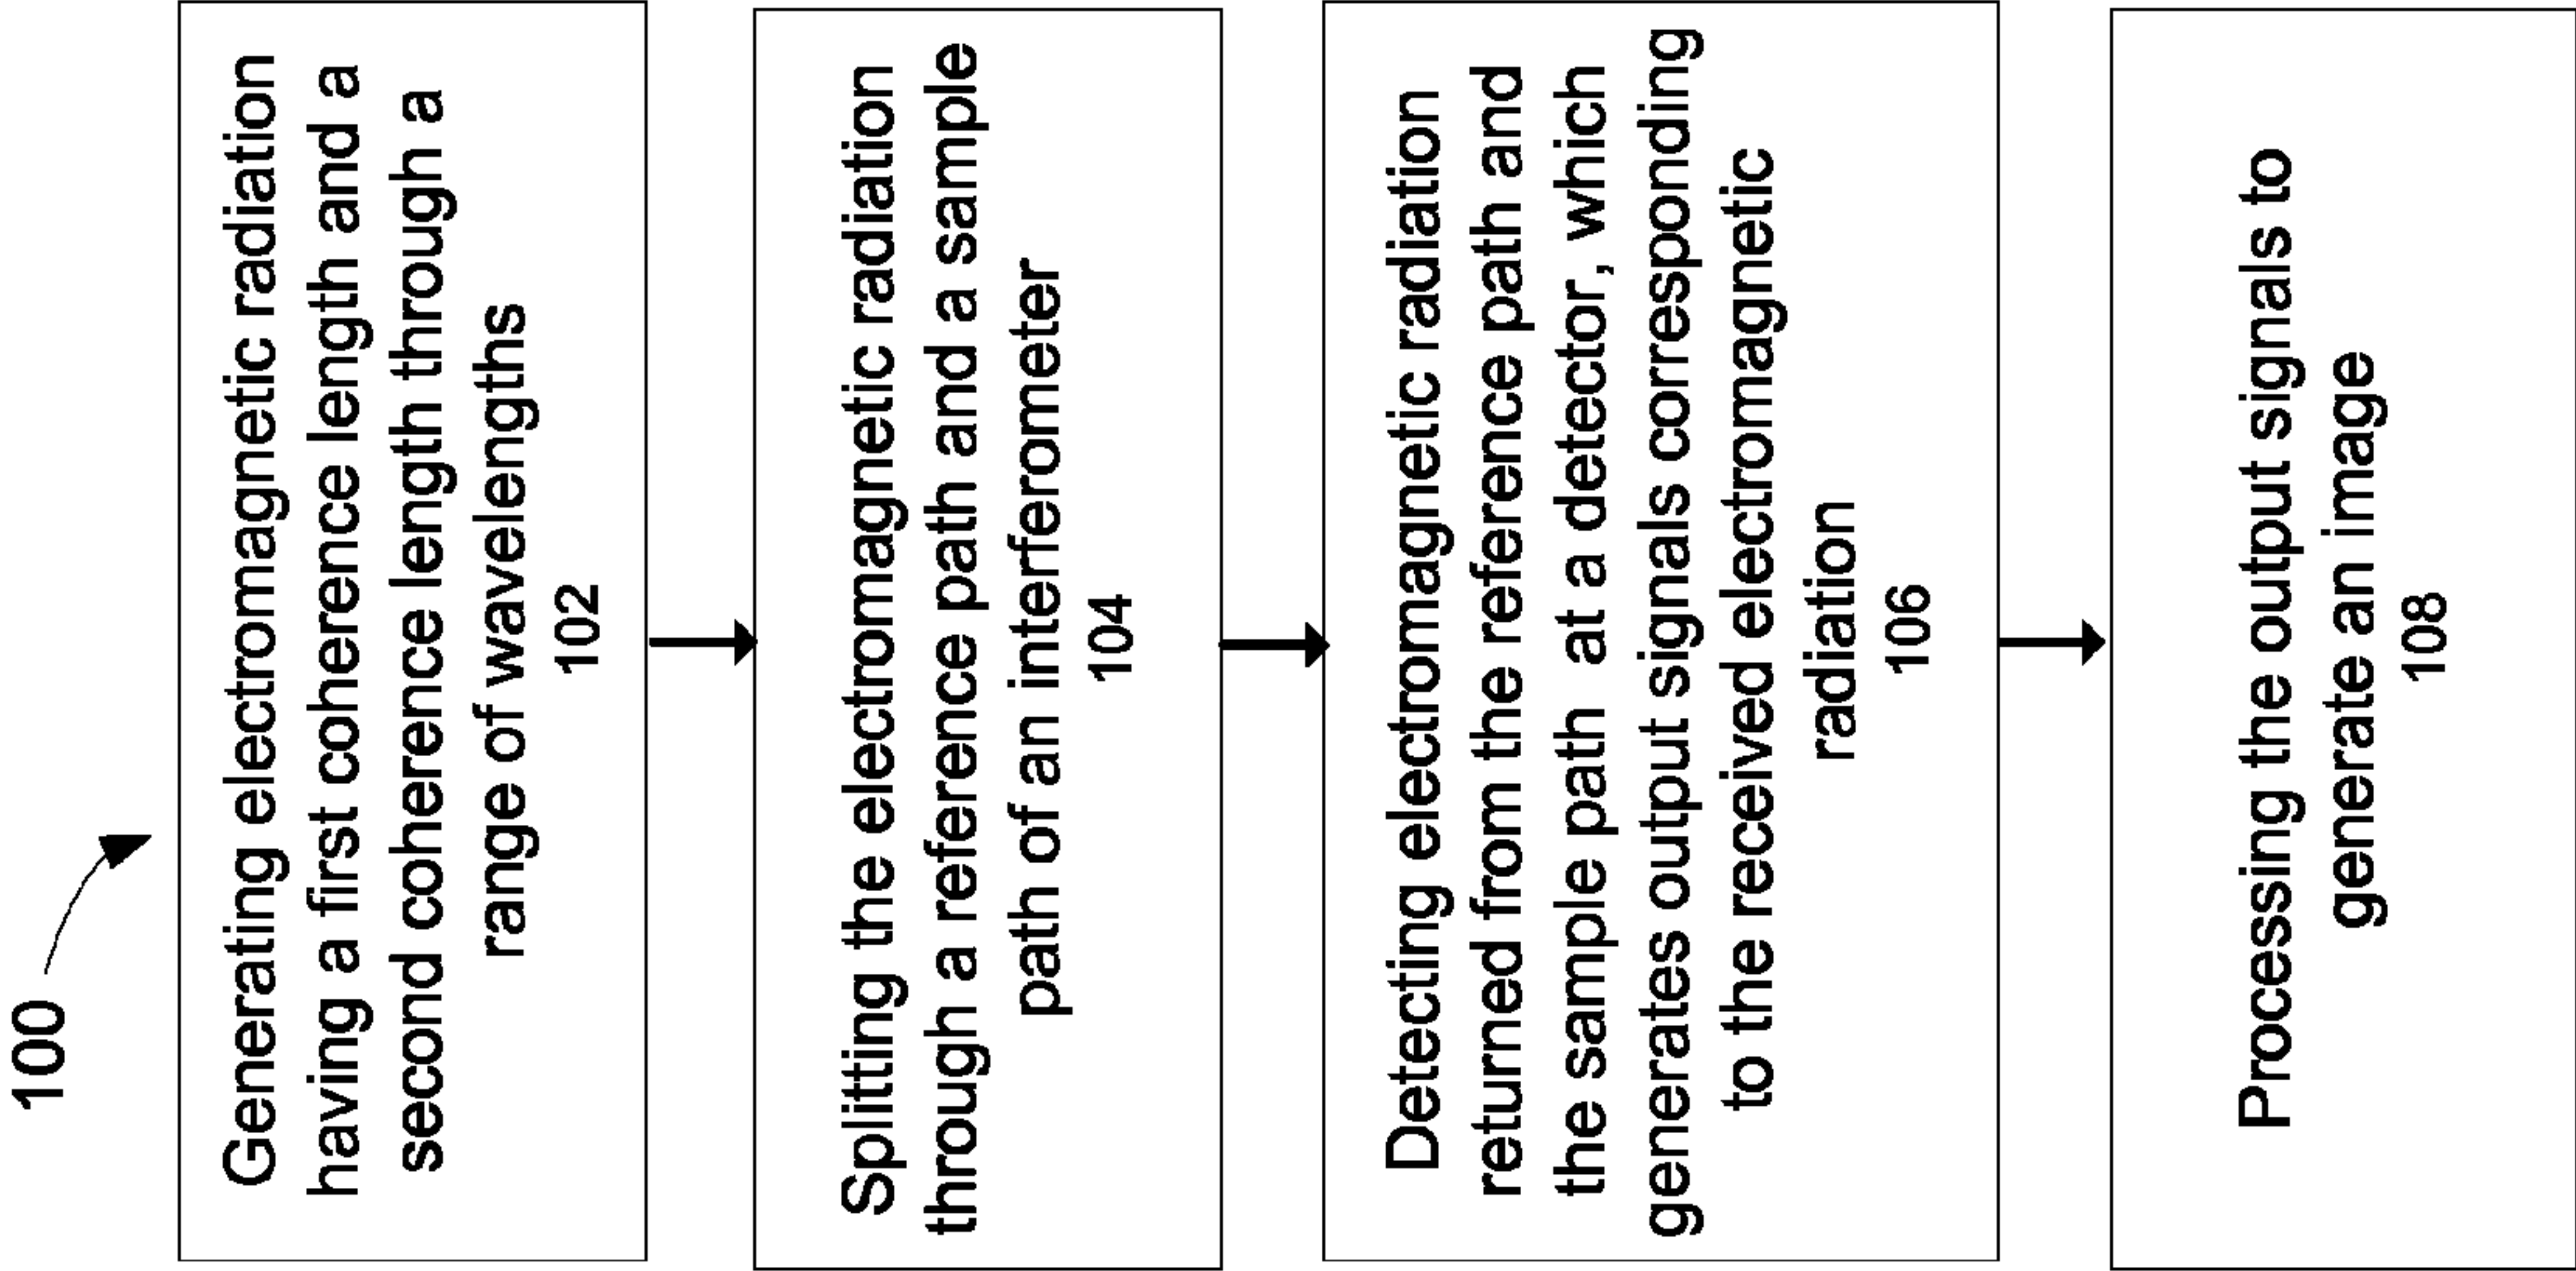 100
Generating electromagnetic radiation
having a first coherence length and a
second coherence length through a
range of wavelengths
102
Splitting the electromagnetic radiation
through a reference path and a sample
path of an interferometer
104
Detecting electromagnetic radiation
returned from the reference path and
the sample path  at a detector, which
generates output signals corresponding
to the received electromagnetic
radiation
106
Processing the output signals to
generate an image
108